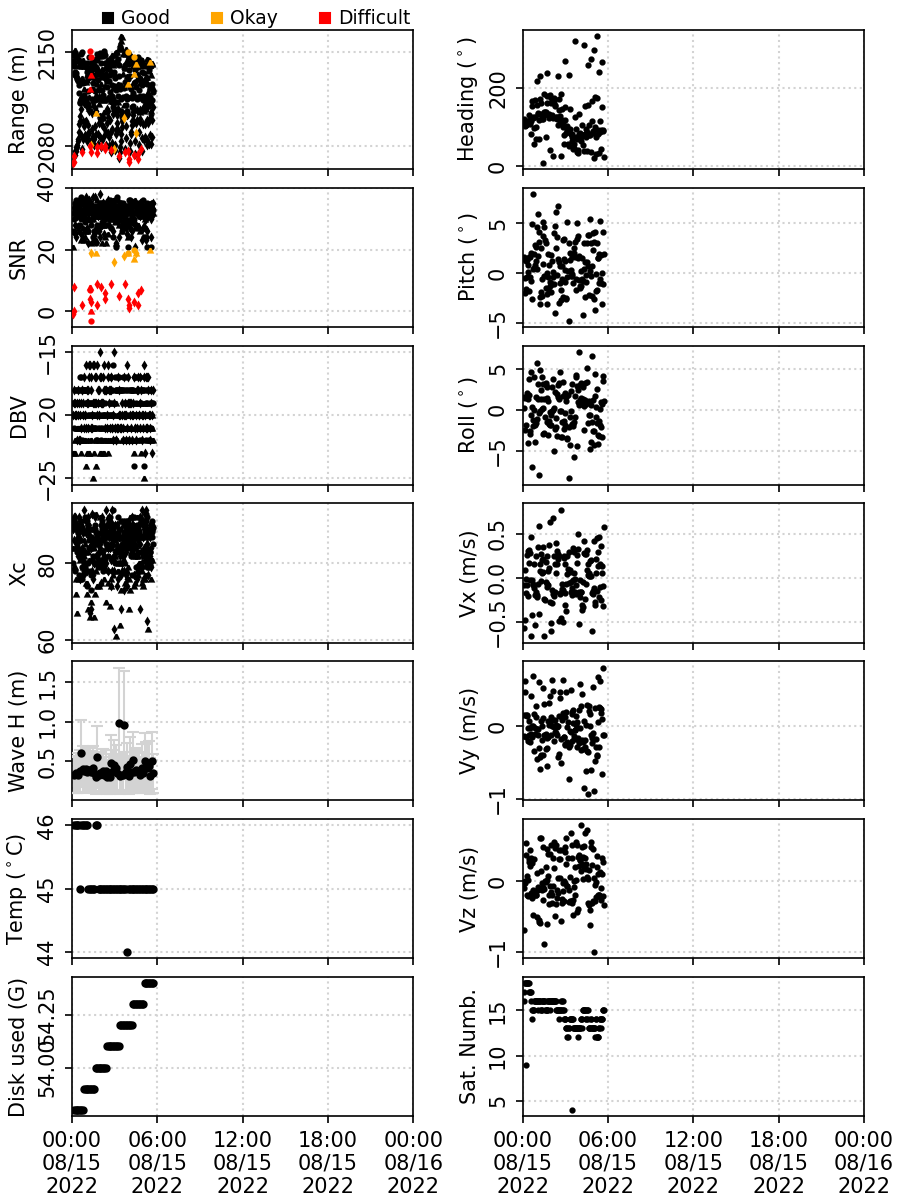 Good Okay Difficult
Range (m)
2150
2080
Heading (°)
200
0
SNR
40
20
0
Pitch (°)
5
0
−5
DBV
−15
−20
−25
Roll (°)
5
0
−5
Xc
80
60
Vx (m/s)
0.5
0.0
−0.5
Wave H (m)
1.5
1.0
0.5
Vy (m/s)
0
−1
Temp (°C)
46
45
44
Vz (m/s)
0
−1
Disk used (G)
54.25
54.00
Sat. Numb.
15
10
5
00:00 06:00 12:00 18:00 00:00
08/15 08/15 08/15 08/15 08/16
2022 2022 2022 2022 2022
00:00 06:00 12:00 18:00 00:00
08/15 08/15 08/15 08/15 08/16
2022 2022 2022 2022 2022